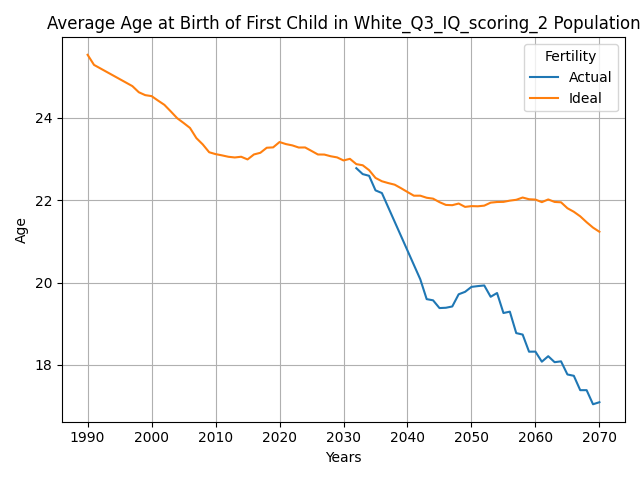 Average Age at Birth of First Child in White_Q3_IQ_scoring_2 Population
Fertility
Actual
Ideal
Age
24
22
20
18
1990 2000 2010 2020 2030 2040 2050 2060 2070
Years